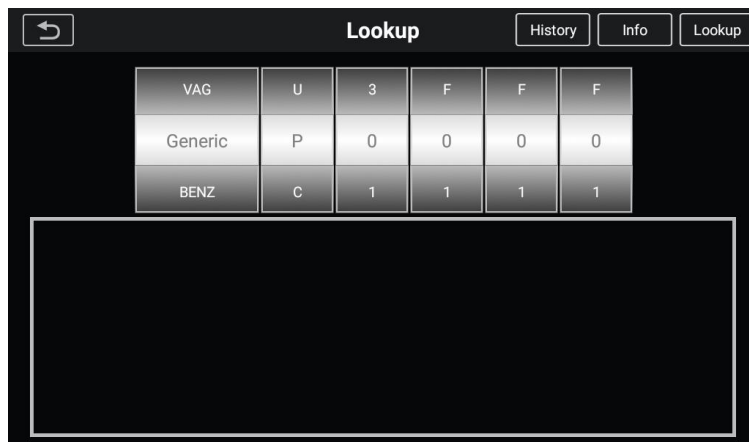 Lookup History Info Lookup
VAG U 3 F F F
Generic P 0 0 0 0
BENZ C 1 1 1 1